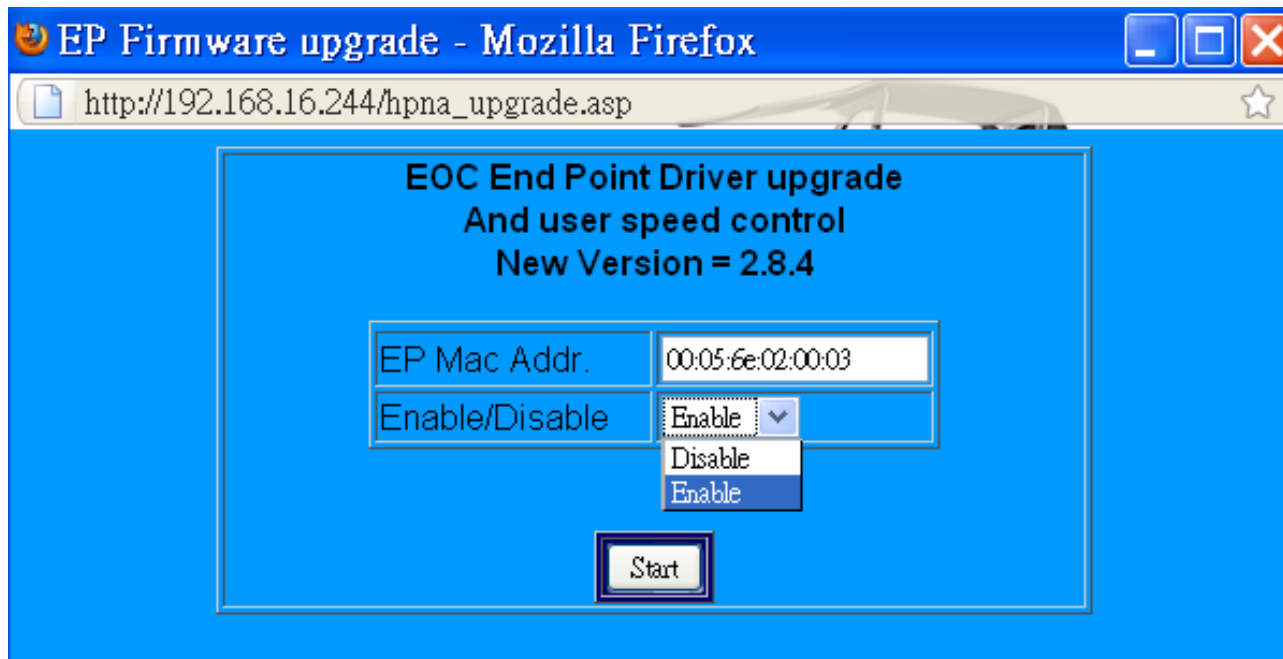 EP Firmware upgrade - Mozilla Firefox
http://192.168.16.244/hpna_upgrade.asp
EOC End Point Driver upgrade
And user speed control
New Version = 2.8.4
EP Mac Addr. 00:05:6e:02:00:03
Enable/Disable Enable
Disable
Enable
Start